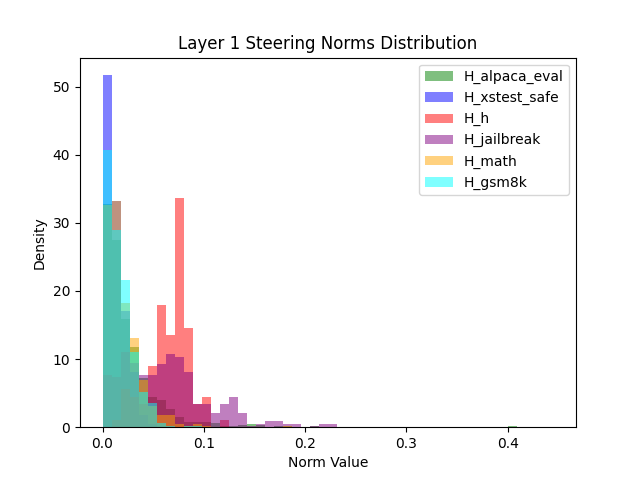 Layer 1 Steering Norms Distribution
H_alpaca_eval
H_xstest_safe
H_h
H_jailbreak
H_math
H_gsm8k
Density
50
40
30
20
10
0
0.0
0.1
0.2
0.3
0.4
Norm Value